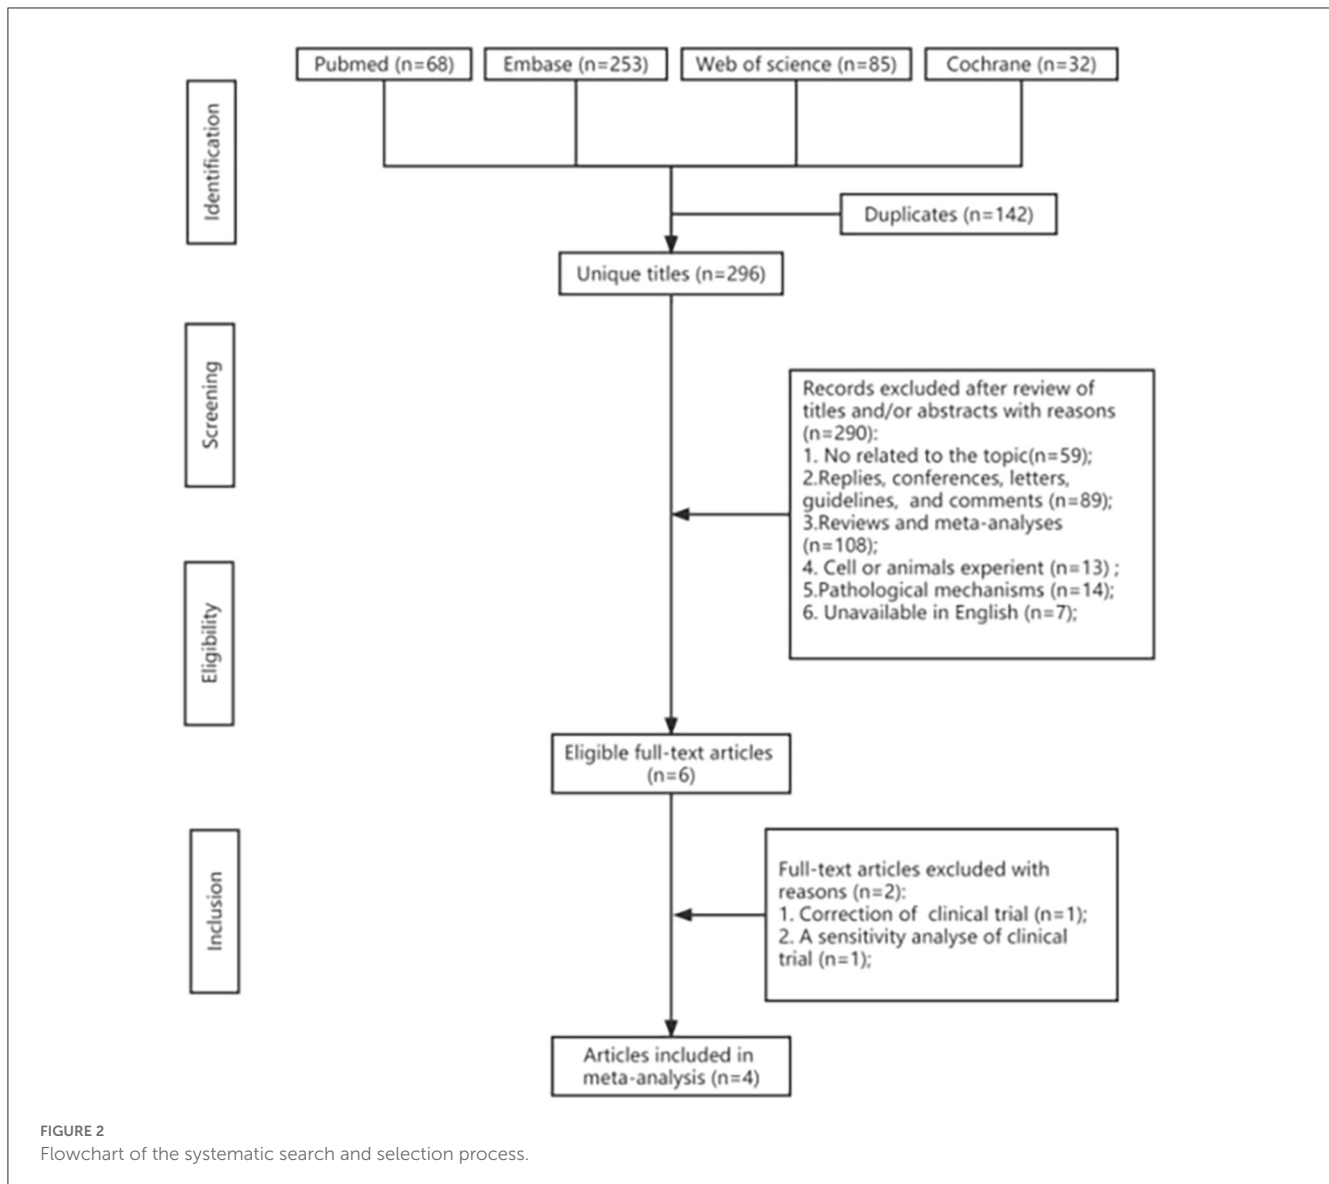 Pubmed (n=68)
Embase (n=253)
Web of science (n=85)
Cochrane (n=32)
Identification
Duplicates (n=142)
Unique titles (n=296)
Screening
Records excluded after review of
titles and/or abstracts with reasons
(n=290):
1. No related to the topic(n=59);
2.Replies, conferences, letters,
guidelines, and comments (n=89);
3.Reviews and meta-analyses
(n=108);
4. Cell or animals experient (n=13) ;
5.Pathological mechanisms (n=14);
6. Unavailable in English (n=7);
Eligibility
Eligible full-text articles
(n=6)
Inclusion
Full-text articles excluded with
reasons (n=2):
1. Correction of clinical trial (n=1);
2. A sensitivity analyse of clinical
trial (n=1);
Articles included in
meta-analysis (n=4)
FIGURE 2
Flowchart of the systematic search and selection process.